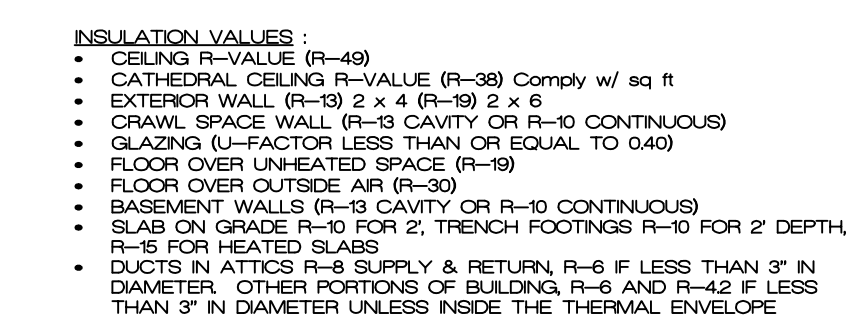 INSULATION VALUES :
• CEILING R—VALUE (R—49)
• CATHEDRAL CEILING R—VALUE (R—38) Comply w/ sq ft
• EXTERIOR WALL (R—13) 2 x 4 (R—19) 2 x 6
• CRAWL SPACE WALL (R—13 CAVITY OR R—10 CONTINUOUS)
• GLAZING (U—FACTOR LESS THAN OR EQUAL TO 0.40)
• FLOOR OVER UNHEATED SPACE (R—19)
• FLOOR OVER OUTSIDE AIR (R—30)
• BASEMENT WALLS (R—13 CAVITY OR R—10 CONTINUOUS)
• SLAB ON GRADE R—10 FOR 2', TRENCH FOOTINGS R—10 FOR 2' DEPTH,
R—15 FOR HEATED SLABS
• DUCTS IN ATTICS R—8 SUPPLY & RETURN, R—6 IF LESS THAN 3" IN
DIAMETER. OTHER PORTIONS OF BUILDING, R—6 AND R—4.2 IF LESS
THAN 3" IN DIAMETER UNLESS INSIDE THE THERMAL ENVELOPE